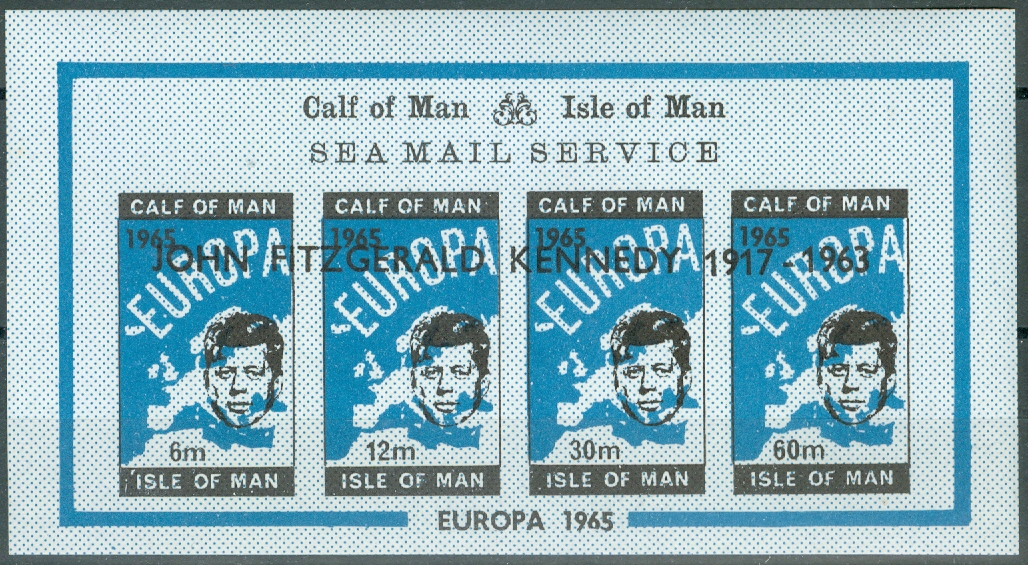 Calf of Man Isle of Man
SEA MAIL SERVICE
CALF OF MAN CALF OF MAN CALF OF MAN CALF OF MAN
1965 1965 1965 1965
JOHN FITZGERALD KENNEDY 1917-1963
EUROPA EUROPA EUROPA EUROPA
6m 12m 30m 60m
ISLE OF MAN ISLE OF MAN ISLE OF MAN ISLE OF MAN
EUROPA 1965